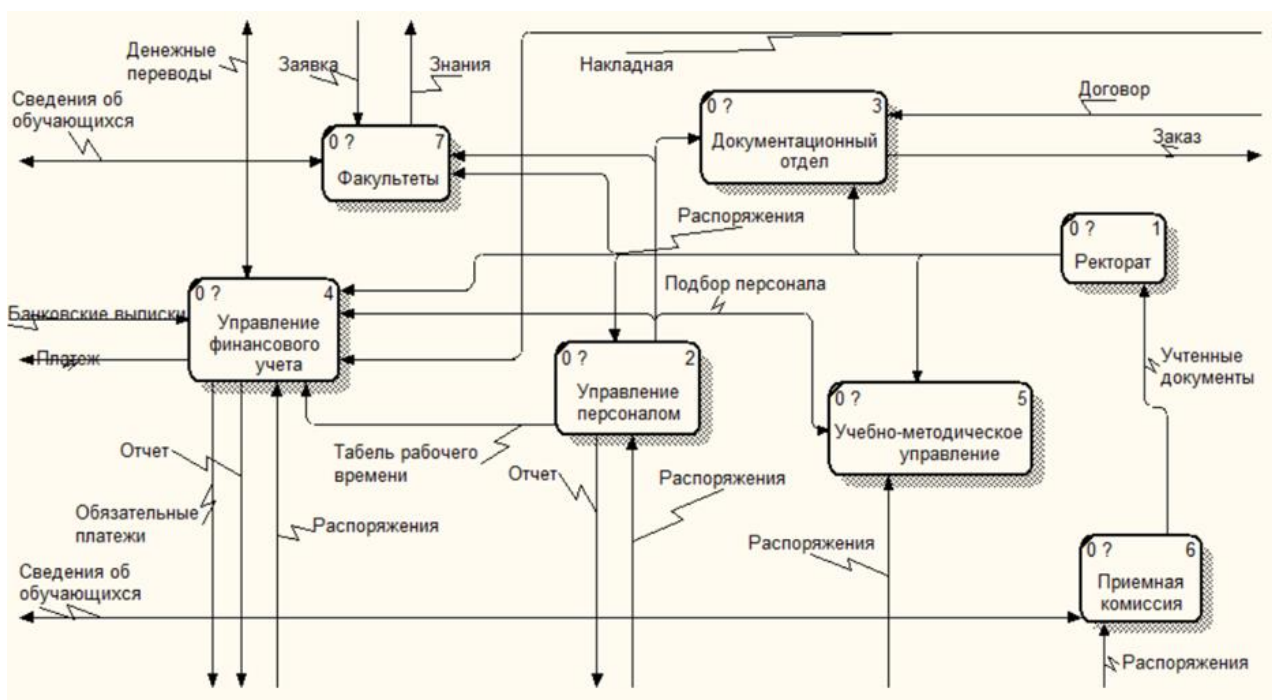 Денежные
переводы
Заявка
Знания
Накладная
Договор
Заказ
Сведения об
обучающихся
0 ? 7
Факультеты
0 ? 3
Документационный
отдел
Распоряжения
0 ? 1
Ректорат
Подбор персонала
Банковские выписки
Платеж
0 ? 4
Управление
финансового
учета
0 ? 2
Управление
персоналом
0 ? 5
Учебно-методическое
управление
Учтенные
документы
Отчет
Табель рабочего
времени
Отчет
Распоряжения
Обязательные
платежи
Распоряжения
Распоряжения
Сведения об
обучающихся
0 ? 6
Приемная
комиссия
Распоряжения